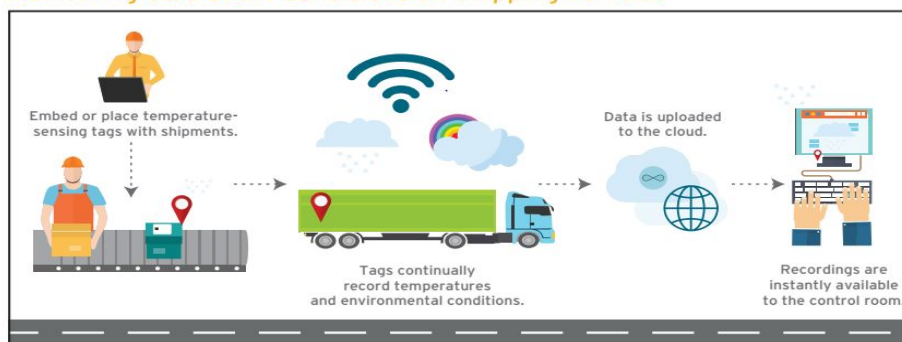 Embed or place temperature-
sensing tags with shipments.
Tags continually
record temperatures
and environmental conditions.
Data is uploaded
to the cloud.
Recordings are
instantly available
to the control room.